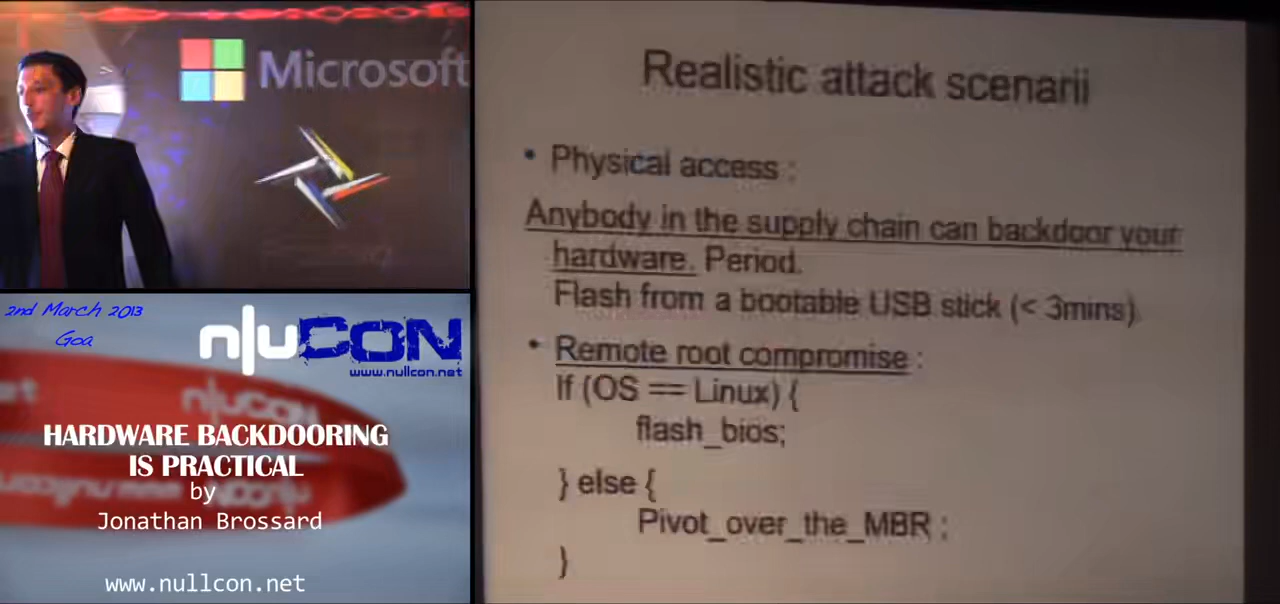 Microsoft
2nd March 2013
Goa
n|u CON
www.nullcon.net
HARDWARE BACKDOORING
IS PRACTICAL
by
Jonathan Brossard
www.nullcon.net
Realistic attack scenarii
• Physical access :
Anybody in the supply chain can backdoor your
hardware. Period.
Flash from a bootable USB stick (< 3mins).
• Remote root compromise :
If (OS == Linux) {
flash_bios;
} else {
Pivot_over_the_MBR ;
}